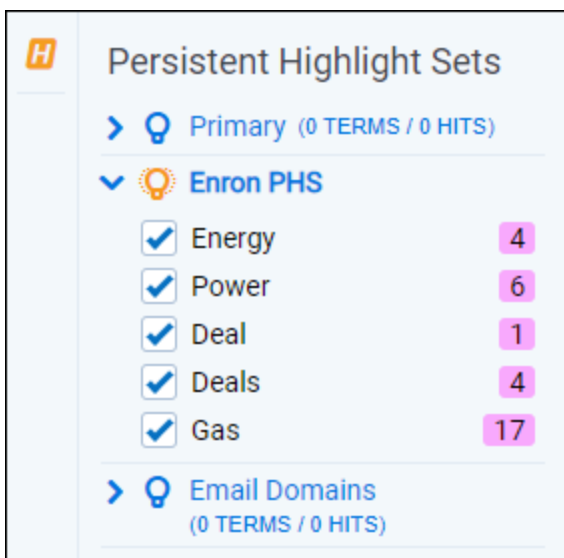 H
Persistent Highlight Sets
Primary (0 TERMS / 0 HITS)
Enron PHS
Energy 4
Power 6
Deal 1
Deals 4
Gas 17
Email Domains
(0 TERMS / 0 HITS)